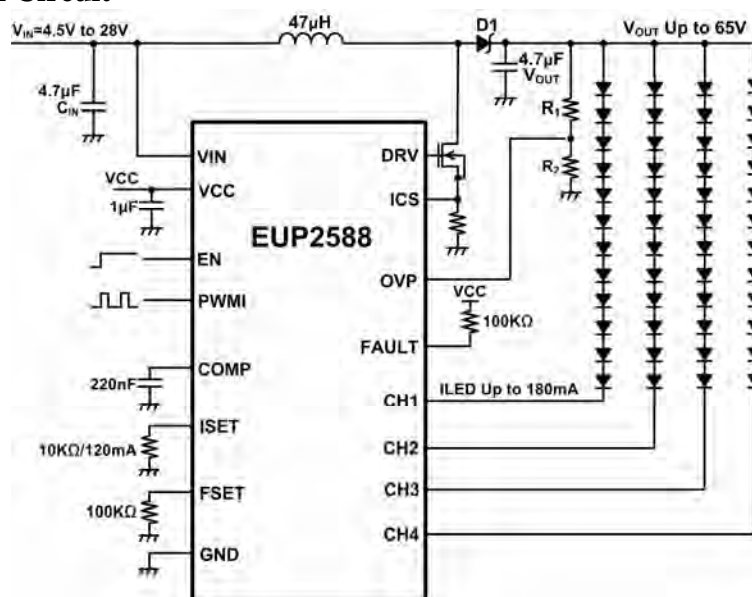 V_IN=4.5V to 28V
47µH
D1
V_OUT Up to 65V
4.7µF
C_IN
4.7µF
V_OUT
R1
R2
VIN
DRV
VCC
VCC
1µF
ICS
EUP2588
EN
OVP
PWMI
VCC
100KΩ
FAULT
COMP
220nF
CH1
ILED Up to 180mA
ISET
10KΩ/120mA
CH2
FSET
100KΩ
CH3
GND
CH4